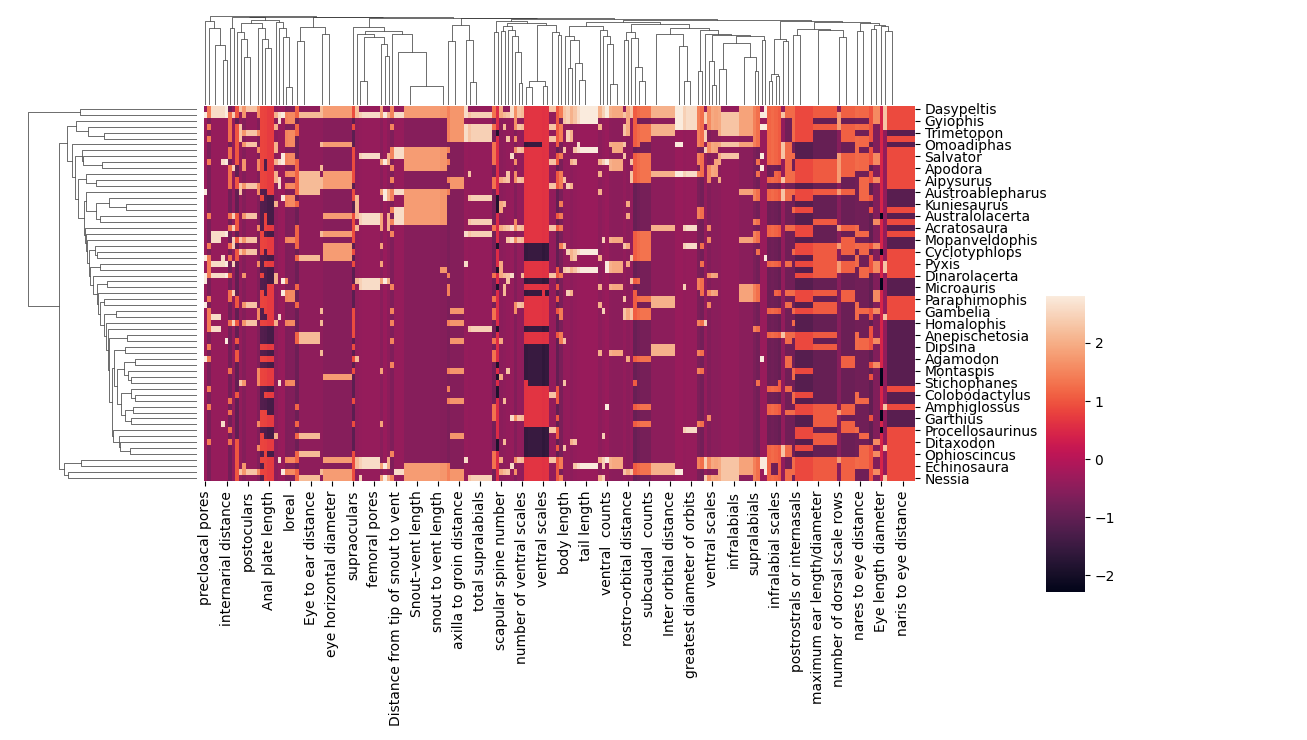 Dasypeltis
Gyiophis
Trimetopon
Omoadiphas
Salvator
Apodora
Aipysurus
Austroablepharus
Kuniesaurus
Australolacerta
Acratosaura
Mopanveldophis
Cyclotyphlops
Pyxis
Dinarolacerta
Microauris
Paraphimophis
Gambelia
Homalophis
Anepischetosia
Dipsina
Agamodon
Montaspis
Stichophanes
Colobodactylus
Amphiglossus
Garthius
Procellosaurinus
Ditaxodon
Ophioscincus
Echinosaura
Nessia
2
1
0
−1
−2
precloacal pores
internarial distance
postoculars
Anal plate length
loreal
Eye to ear distance
eye horizontal diameter
supraoculars
femoral pores
Distance from tip of snout to vent
Snout–vent length
snout to vent length
axilla to groin distance
total supralabials
scapular spine number
number of ventral scales
ventral scales
body length
tail length
ventral  counts
rostro–orbital distance
subcaudal  counts
Inter orbital distance
greatest diameter of orbits
ventral scales
infralabials
supralabials
infralabial scales
postrostrals or internasals
maximum ear length/diameter
number of dorsal scale rows
nares to eye distance
Eye length diameter
naris to eye distance